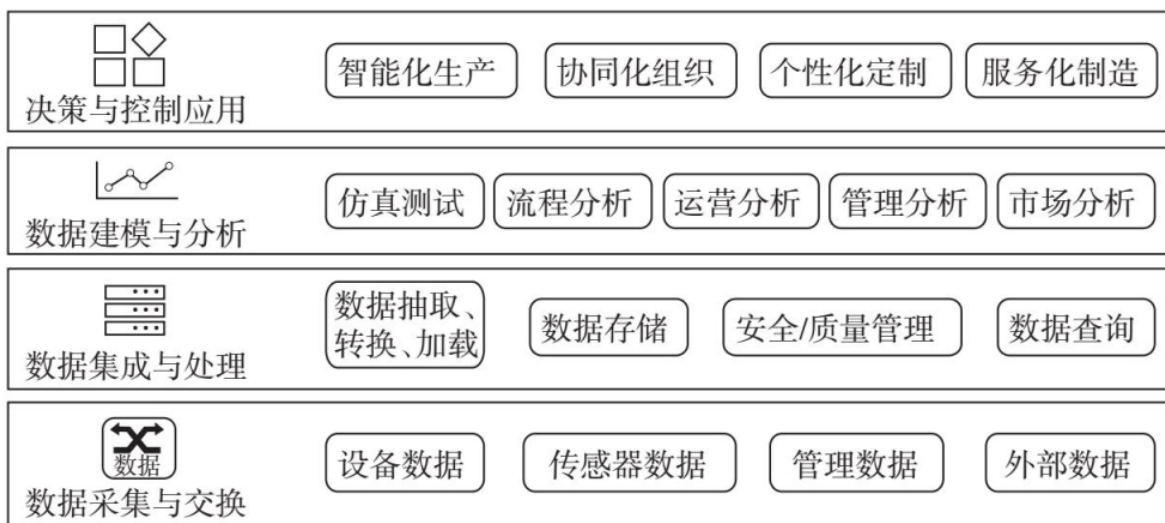 智能化生产
协同化组织
个性化定制
服务化制造
决策与控制应用
仿真测试
流程分析
运营分析
管理分析
市场分析
数据建模与分析
数据抽取、
转换、加载
数据存储
安全/质量管理
数据查询
数据集成与处理
数据
设备数据
传感器数据
管理数据
外部数据
数据采集与交换